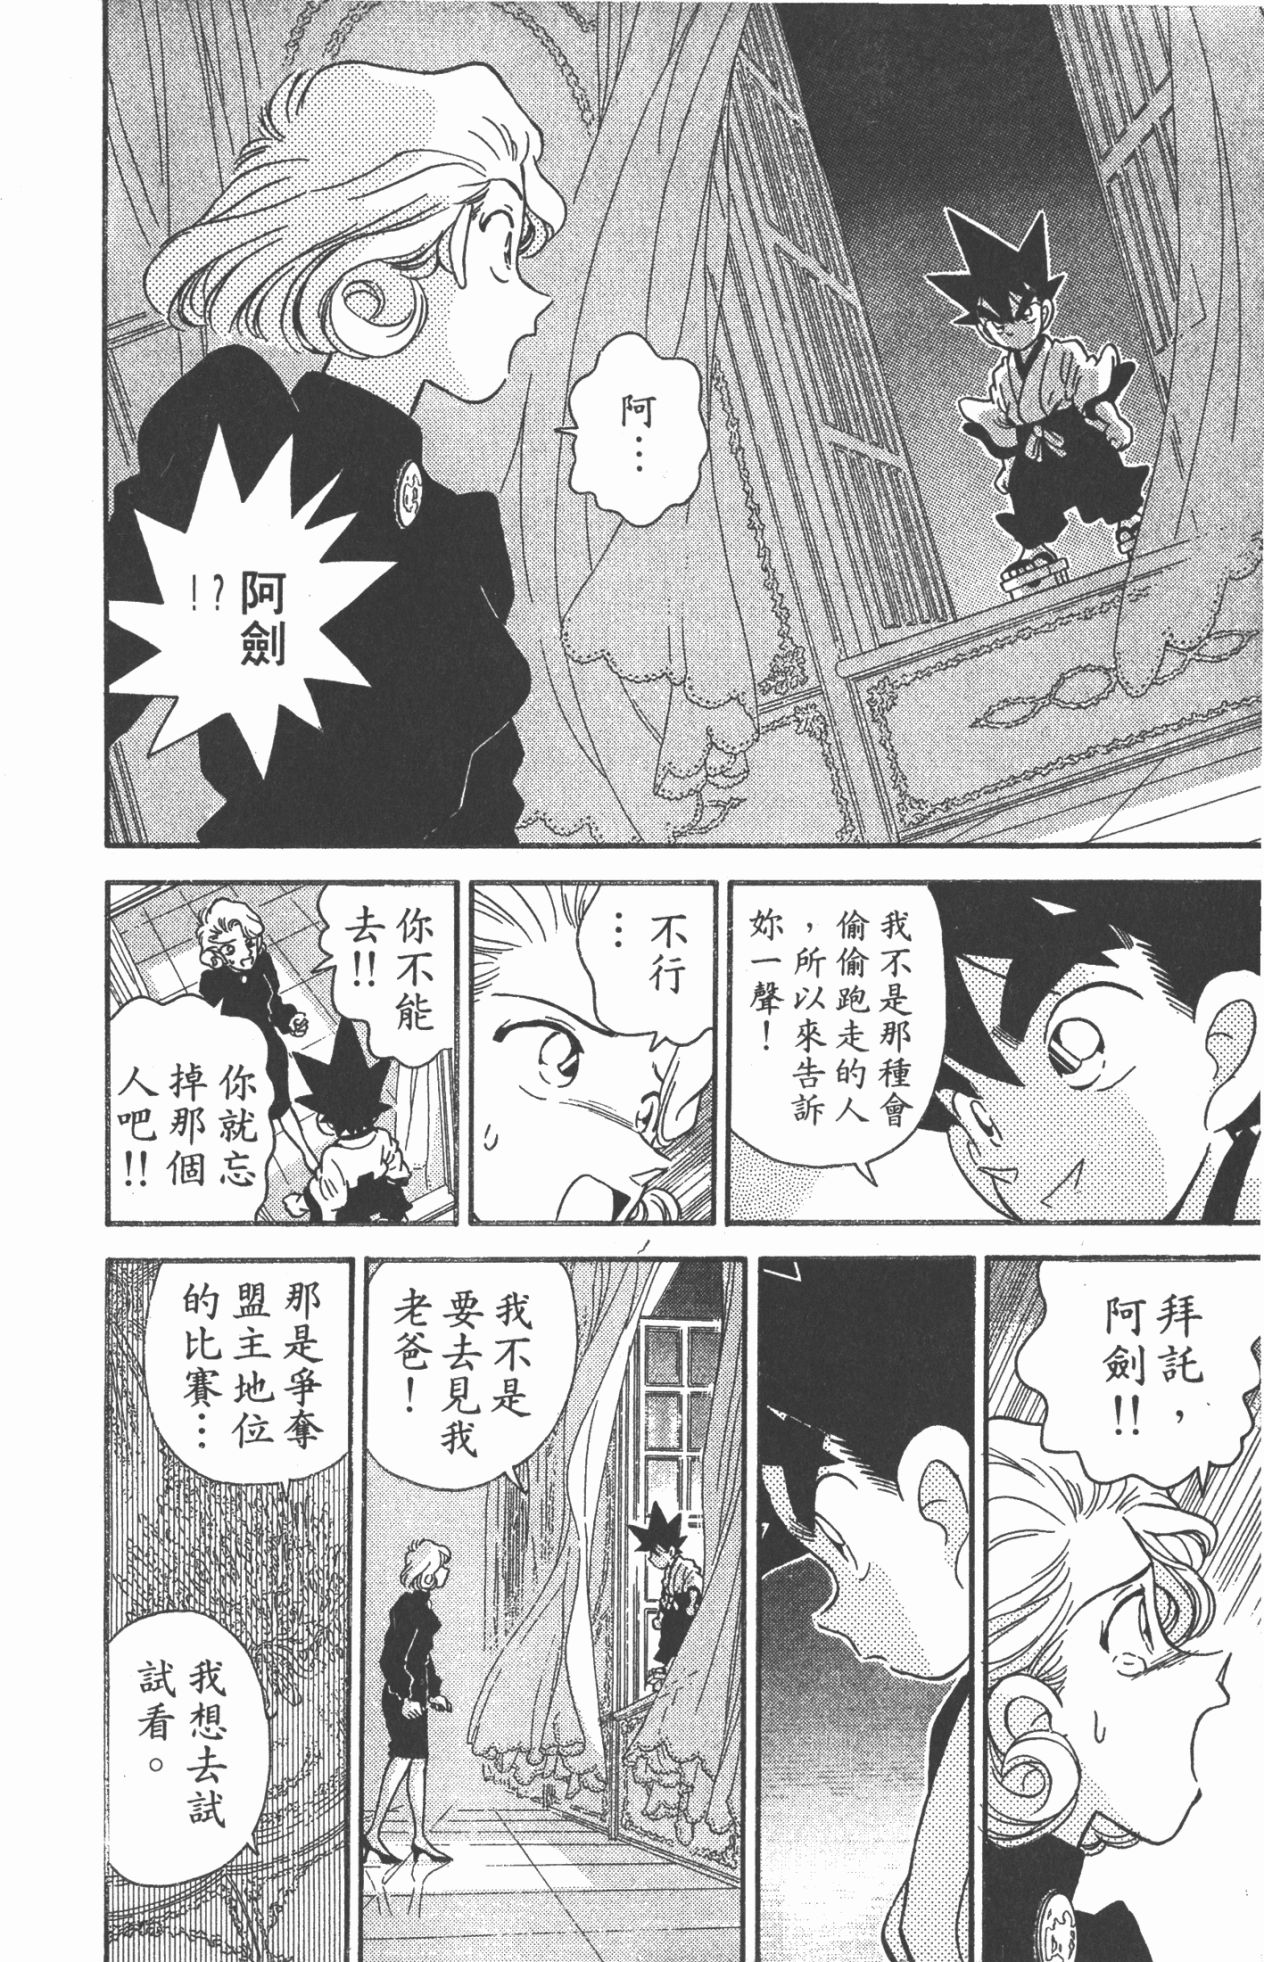 阿…
阿劍
!?
我不是那種會
偷偷跑走的人
，所以來告訴
妳一聲！
不行
…
你不能
去!!
你就忘
掉那個
人吧!!
拜託，
阿劍!!
我不是
要去見我
老爸！
那是爭奪
盟主地位
的比賽…
我想去試
試看。